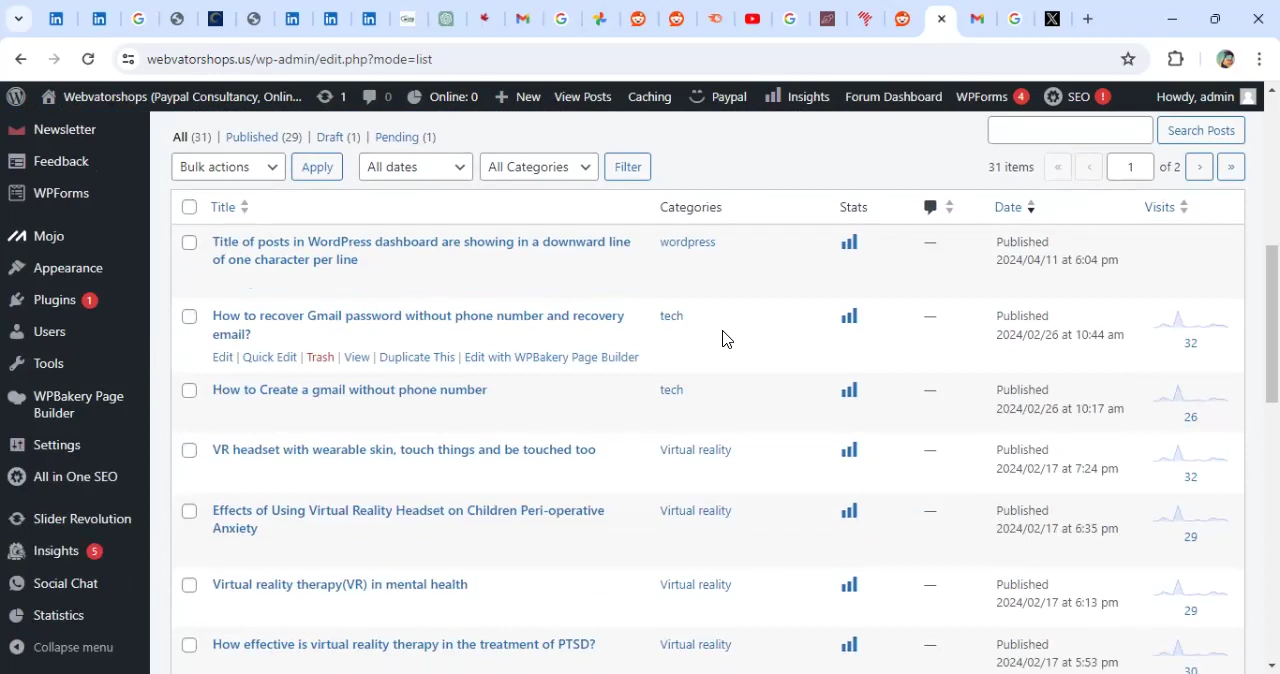 webvatorshops.us/wp-admin/edit.php?mode=list
Webvatorshops (Paypal Consultancy, Onlin... 1 0 Online: 0 New View Posts Caching Paypal Insights Forum Dashboard WPForms 4 SEO ! Howdy, admin
Newsletter
Feedback
WPForms
Mojo
Appearance
Plugins 1
Users
Tools
WPBakery Page
Builder
Settings
All in One SEO
Slider Revolution
Insights 5
Social Chat
Statistics
Collapse menu
All (31) | Published (29) | Draft (1) | Pending (1)
Search Posts
Bulk actions Apply All dates All Categories Filter
31 items « ‹ 1 of 2 › »
Title Categories Stats Date Visits
Title of posts in WordPress dashboard are showing in a downward line
of one character per line
wordpress
—
Published
2024/04/11 at 6:04 pm
How to recover Gmail password without phone number and recovery
email?
Edit | Quick Edit | Trash | View | Duplicate This | Edit with WPBakery Page Builder
tech
—
Published
2024/02/26 at 10:44 am
32
How to Create a gmail without phone number
tech
—
Published
2024/02/26 at 10:17 am
26
VR headset with wearable skin, touch things and be touched too
Virtual reality
—
Published
2024/02/17 at 7:24 pm
32
Effects of Using Virtual Reality Headset on Children Peri-operative
Anxiety
Virtual reality
—
Published
2024/02/17 at 6:35 pm
29
Virtual reality therapy(VR) in mental health
Virtual reality
—
Published
2024/02/17 at 6:13 pm
29
How effective is virtual reality therapy in the treatment of PTSD?
Virtual reality
—
Published
2024/02/17 at 5:53 pm
30